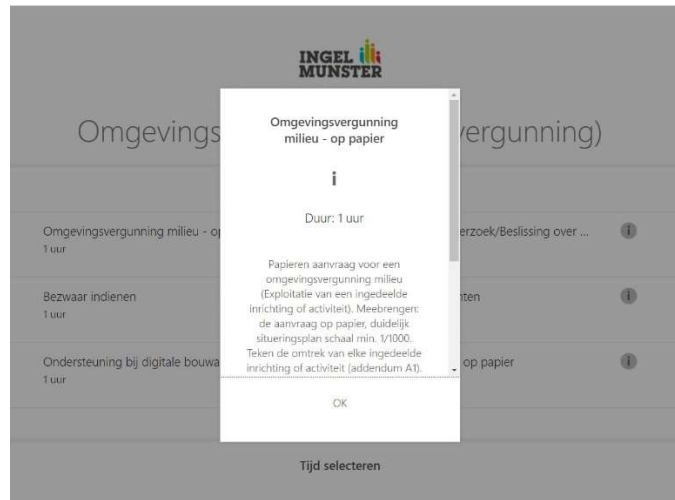 INGEL
MUNSTER
Omgevings
vergunning)
Omgevingsvergunning
milieu - op papier
i
Duur: 1 uur
Papieren aanvraag voor een
omgevingsvergunning milieu
(Exploitatie van een ingedeelde
inrichting of activiteit). Meebrengen:
de aanvraag op papier, duidelijk
situeringsplan schaal min. 1/1000.
Teken de omtrek van elke ingedeelde
inrichting of activiteit (addendum A1).
OK
Omgevingsvergunning milieu - op
1 uur
erzoek/Beslissing over ...
i
Bezwaar indienen
1 uur
nten
i
Ondersteuning bij digitale bouwa
1 uur
op papier
i
Tijd selecteren